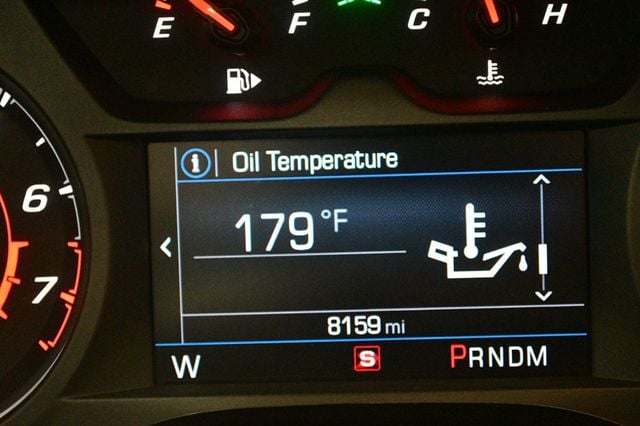 E F C H
i Oil Temperature
6
179 °F
7
8159 mi
W S PRNDM